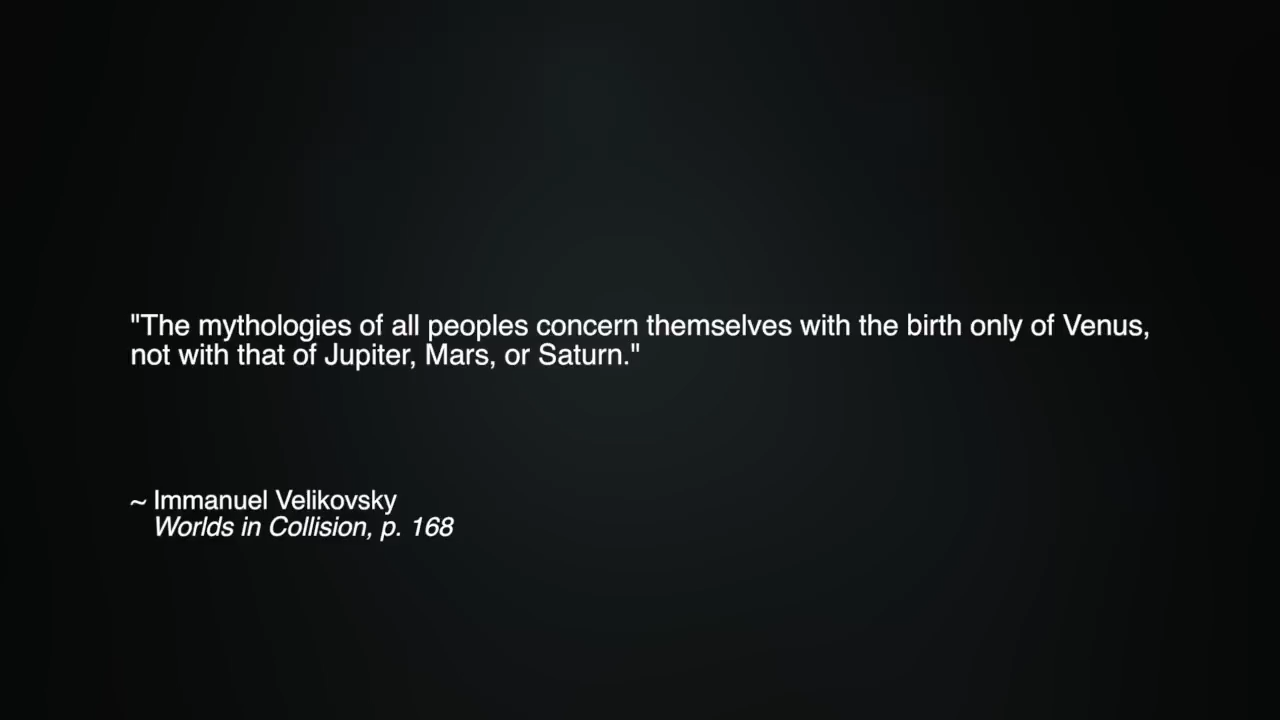 "The mythologies of all peoples concern themselves with the birth only of Venus,
not with that of Jupiter, Mars, or Saturn."
~ Immanuel Velikovsky
Worlds in Collision, p. 168